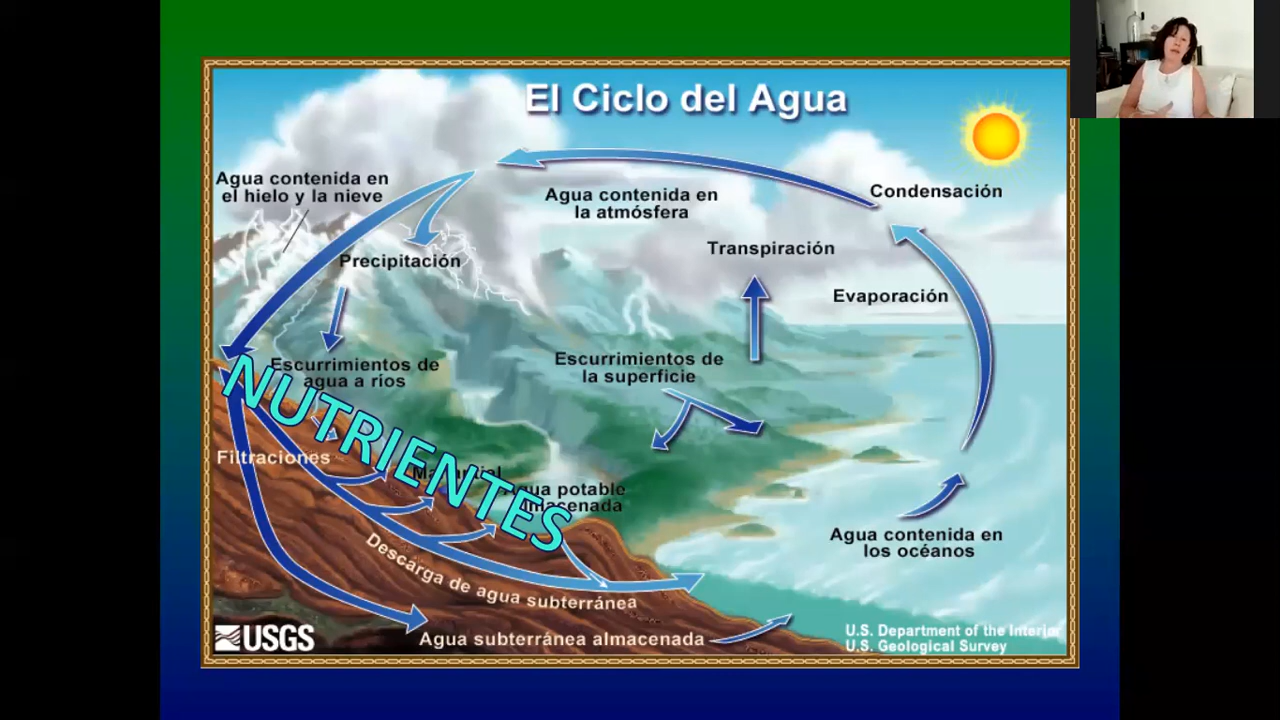 El Ciclo del Agua
Agua contenida en
el hielo y la nieve
Agua contenida en
la atmósfera
Condensación
Precipitación
Transpiración
Evaporación
Escurrimientos de
agua a ríos
Escurrimientos de
la superficie
NUTRIENTES
Filtraciones
Agua potable
almacenada
Agua contenida en
los océanos
Descarga de agua subterránea
Agua subterránea almacenada
USGS
U.S. Department of the Interior
U.S. Geological Survey